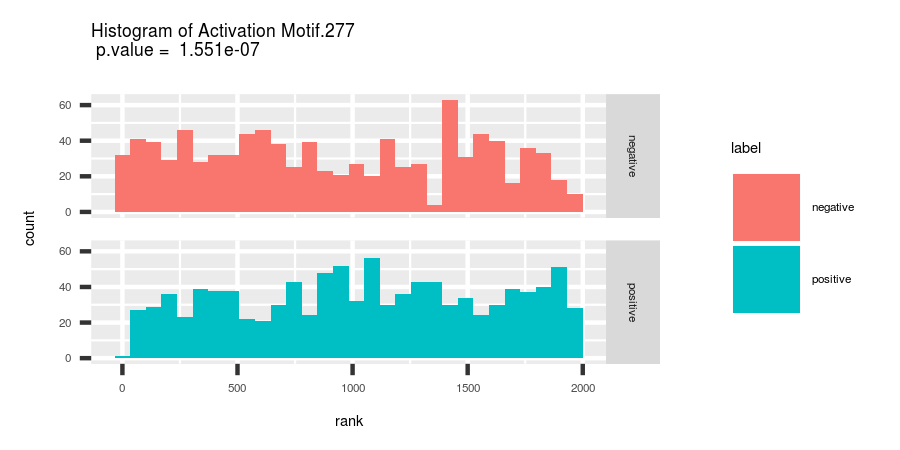 Histogram of Activation Motif.277
p.value = 1.551e-07
count
60
40
20
0
negative
60
40
20
0
positive
0 500 1000 1500 2000
rank
label
negative
positive